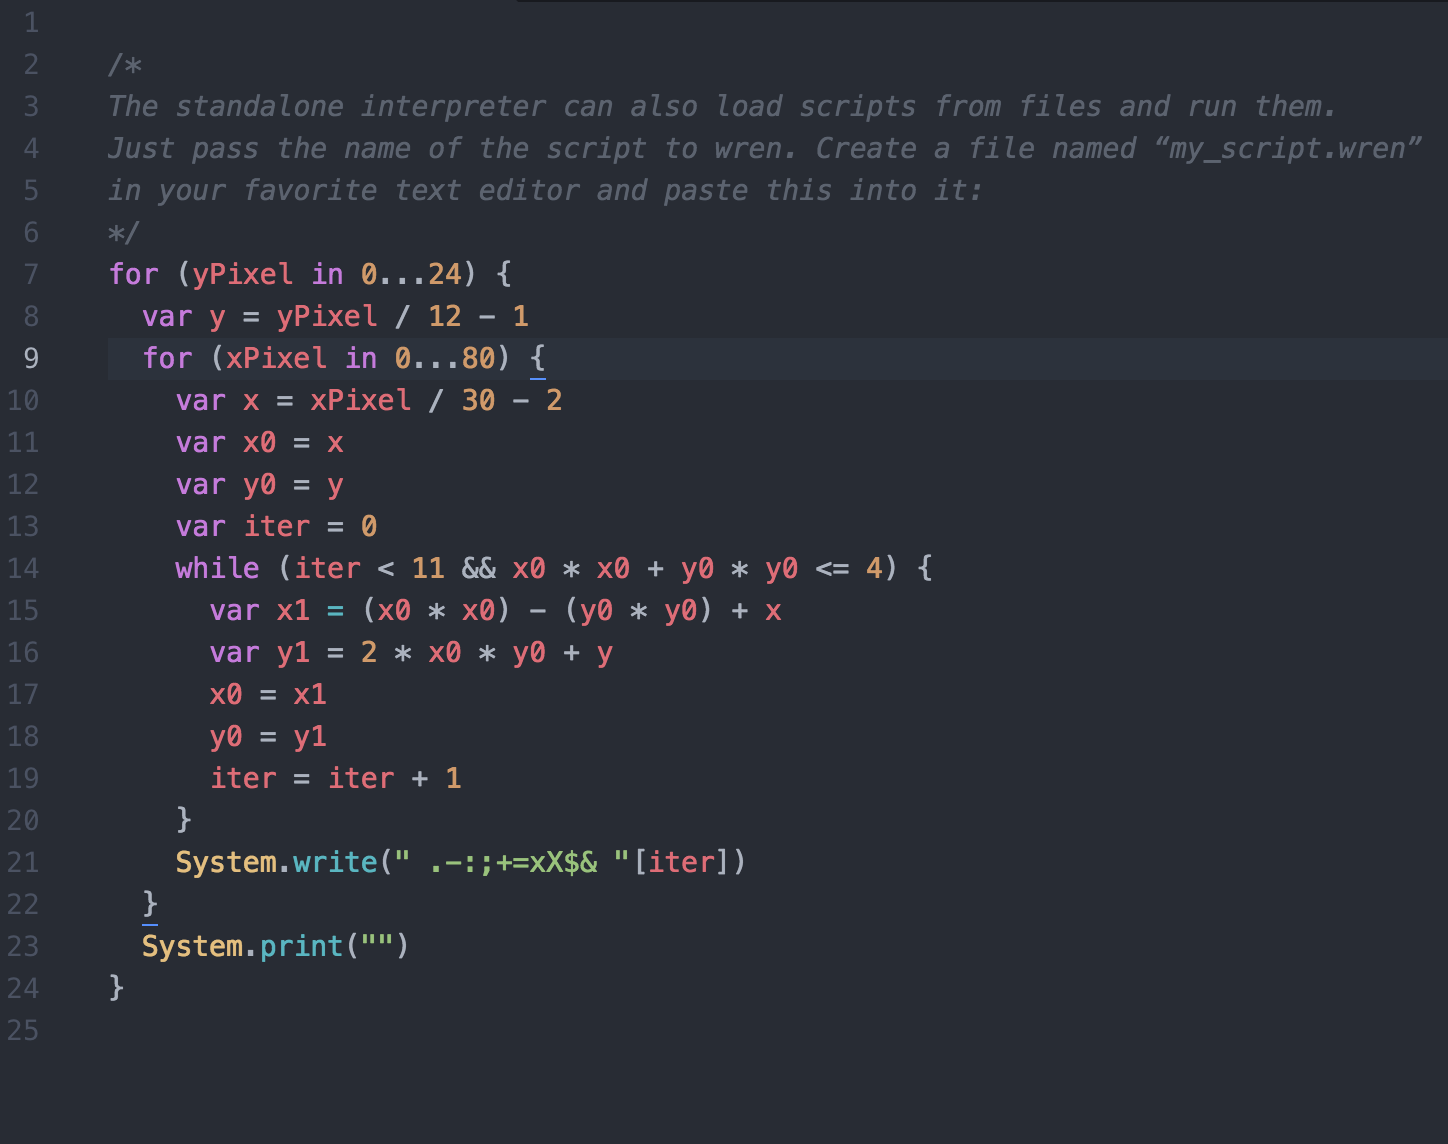 1
2 /*
3 The standalone interpreter can also load scripts from files and run them.
4 Just pass the name of the script to wren. Create a file named “my_script.wren”
5 in your favorite text editor and paste this into it:
6 */
7 for (yPixel in 0...24) {
8   var y = yPixel / 12 - 1
9   for (xPixel in 0...80) {
10     var x = xPixel / 30 - 2
11     var x0 = x
12     var y0 = y
13     var iter = 0
14     while (iter < 11 && x0 * x0 + y0 * y0 <= 4) {
15       var x1 = (x0 * x0) - (y0 * y0) + x
16       var y1 = 2 * x0 * y0 + y
17       x0 = x1
18       y0 = y1
19       iter = iter + 1
20     }
21     System.write(" .-:;+=xX$& "[iter])
22   }
23   System.print("")
24 }
25